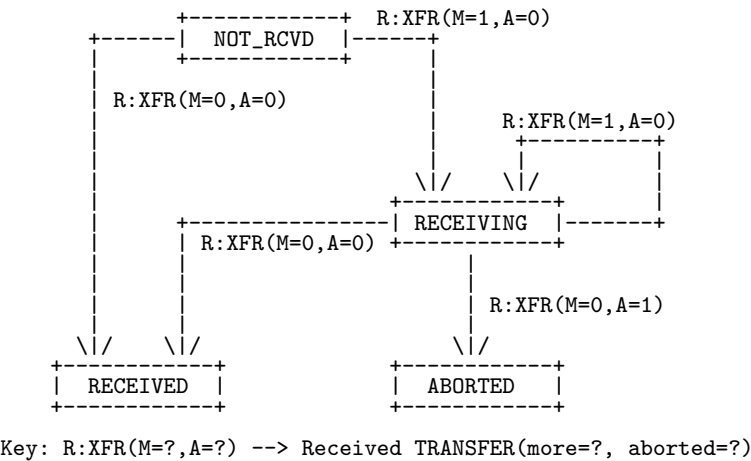 R:XFR(M=1,A=0)
NOT_RCVD
R:XFR(M=0,A=0)
R:XFR(M=1,A=0)
RECEIVING
R:XFR(M=0,A=0)
R:XFR(M=0,A=1)
RECEIVED
ABORTED
Key: R:XFR(M=?,A=?) --> Received TRANSFER(more=?, aborted=?)